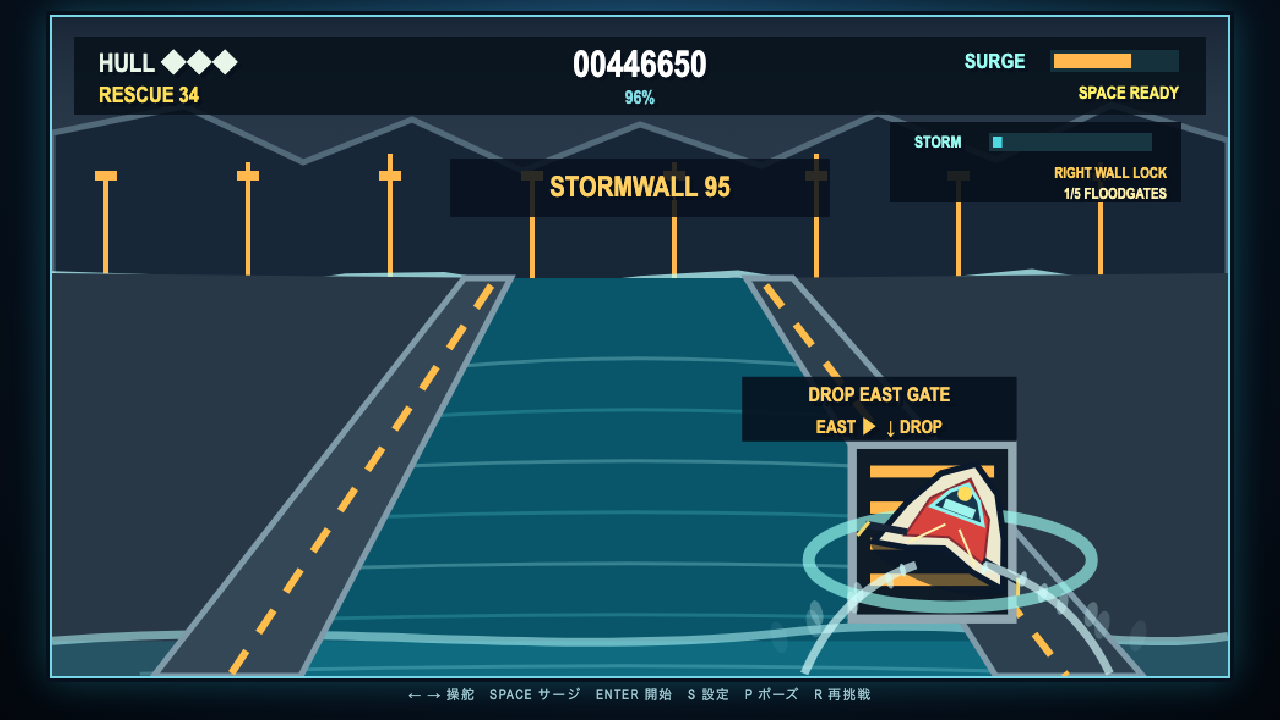 HULL
00446650
SURGE
RESCUE 34
96%
SPACE READY
STORM
RIGHT WALL LOCK
1/5 FLOODGATES
STORMWALL 95
DROP EAST GATE
EAST ▶ ↓ DROP
← → 操舵 SPACE サージ ENTER 開始 S 設定 P ポーズ R 再挑戦